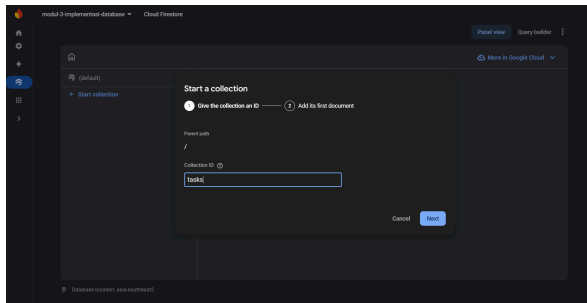 modul-3-implementasi-database Cloud Firestore
Panel view Query builder
More in Google Cloud
(default)
+ Start collection
Start a collection
1 Give the collection an ID 2 Add its first document
Parent path
/
Collection ID
tasks
Cancel Next
Database location: asia-southeast2